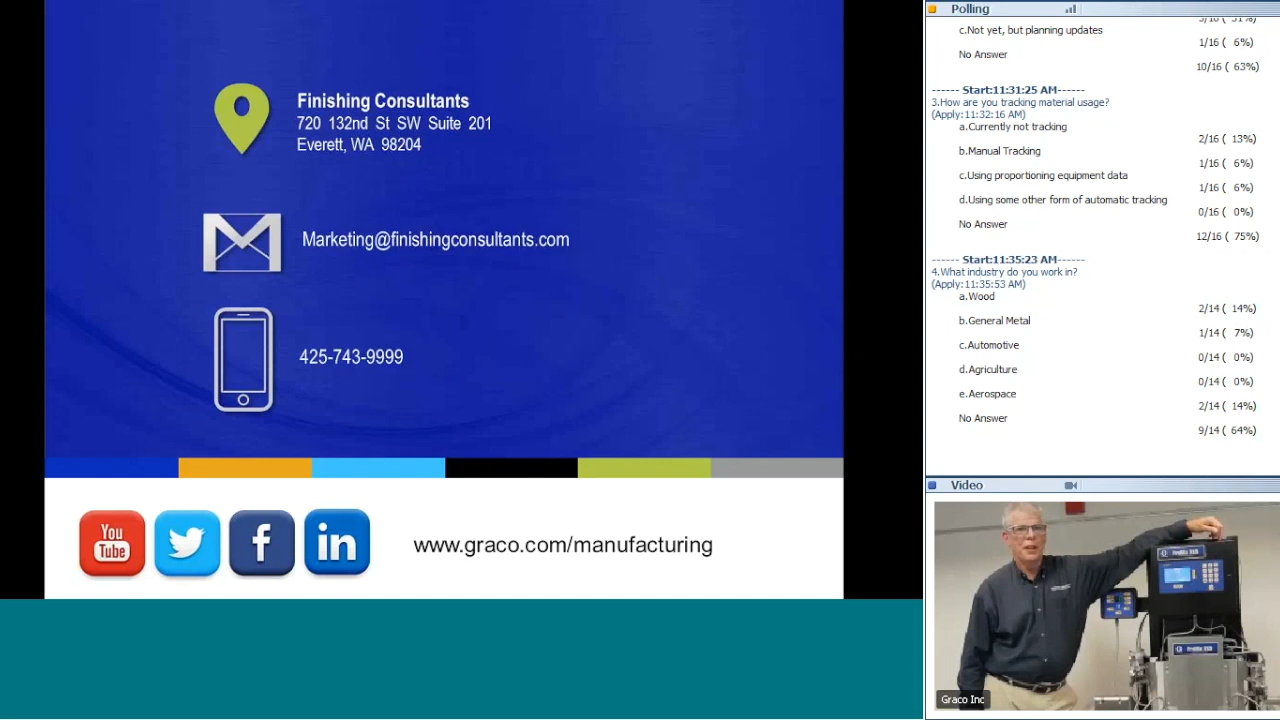 Finishing Consultants
720 132nd St SW Suite 201
Everett, WA 98204
Marketing@finishingconsultants.com
425-743-9999
You
Tube
f
in
www.graco.com/manufacturing
Polling
5/16 ( 31%)
c.Not yet, but planning updates
1/16 ( 6%)
No Answer
10/16 ( 63%)
------ Start:11:31:25 AM------
3.How are you tracking material usage?
(Apply:11:32:16 AM)
a.Currently not tracking
2/16 ( 13%)
b.Manual Tracking
1/16 ( 6%)
c.Using proportioning equipment data
1/16 ( 6%)
d.Using some other form of automatic tracking
0/16 ( 0%)
No Answer
12/16 ( 75%)
------ Start:11:35:23 AM------
4.What industry do you work in?
(Apply:11:35:53 AM)
a.Wood
2/14 ( 14%)
b.General Metal
1/14 ( 7%)
c.Automotive
0/14 ( 0%)
d.Agriculture
0/14 ( 0%)
e.Aerospace
2/14 ( 14%)
No Answer
9/14 ( 64%)
Video
Graco Inc